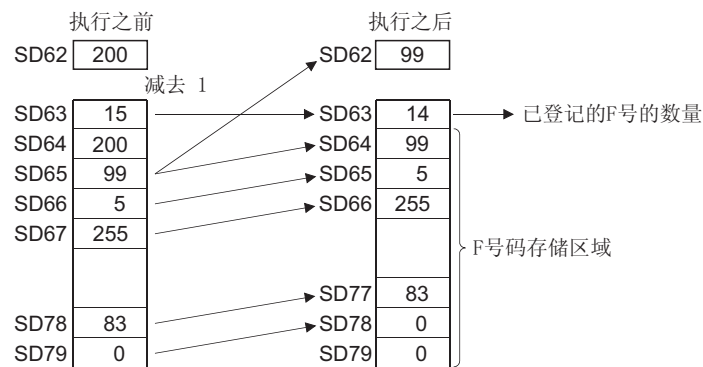 执行之前 执行之后
SD62 200 SD62 99
减去 1
SD63 15 SD63 14 已登记的F号的数量
SD64 200 SD64 99
SD65 99 SD65 5
SD66 5 SD66 255
SD67 255
F号码存储区域
SD77 83
SD78 83 SD78 0
SD79 0 SD79 0